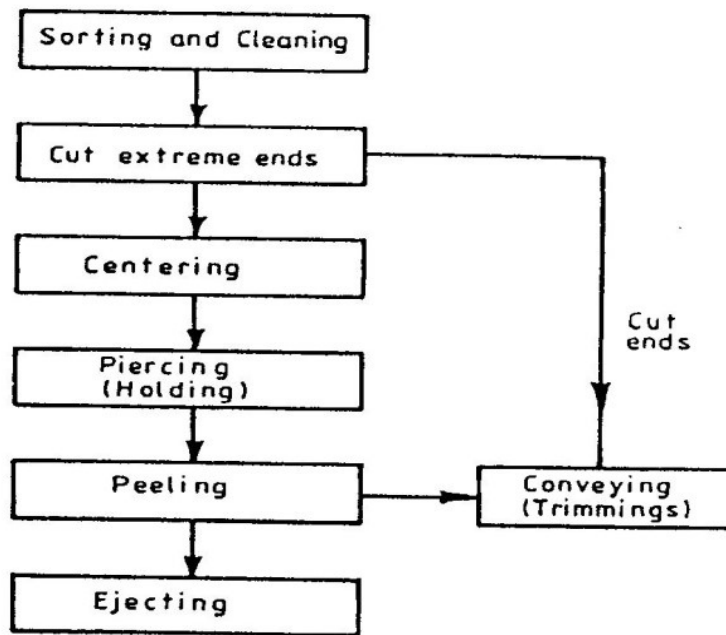 Sorting and Cleaning
Cut extreme ends
Centering
Cut
ends
Piercing
(Holding)
Peeling
Conveying
(Trimmings)
Ejecting